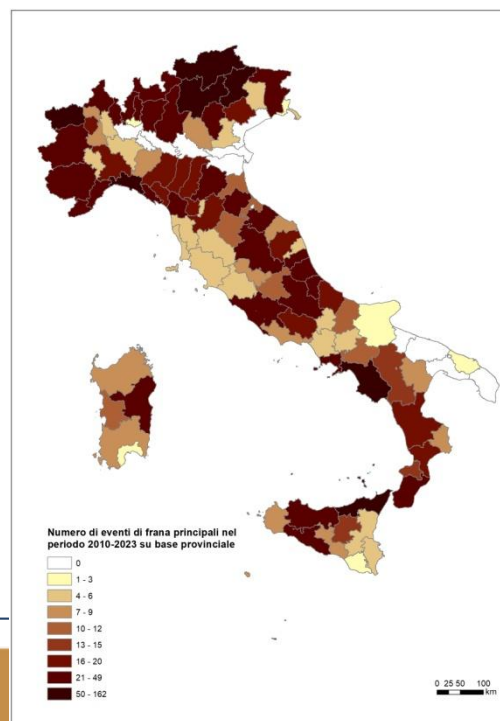 Numero di eventi di frana principali nel
periodo 2010-2023 su base provinciale
0
1 - 3
4 - 6
7 - 9
10 - 12
13 - 15
16 - 20
21 - 49
50 - 162
0 25 50 100
km